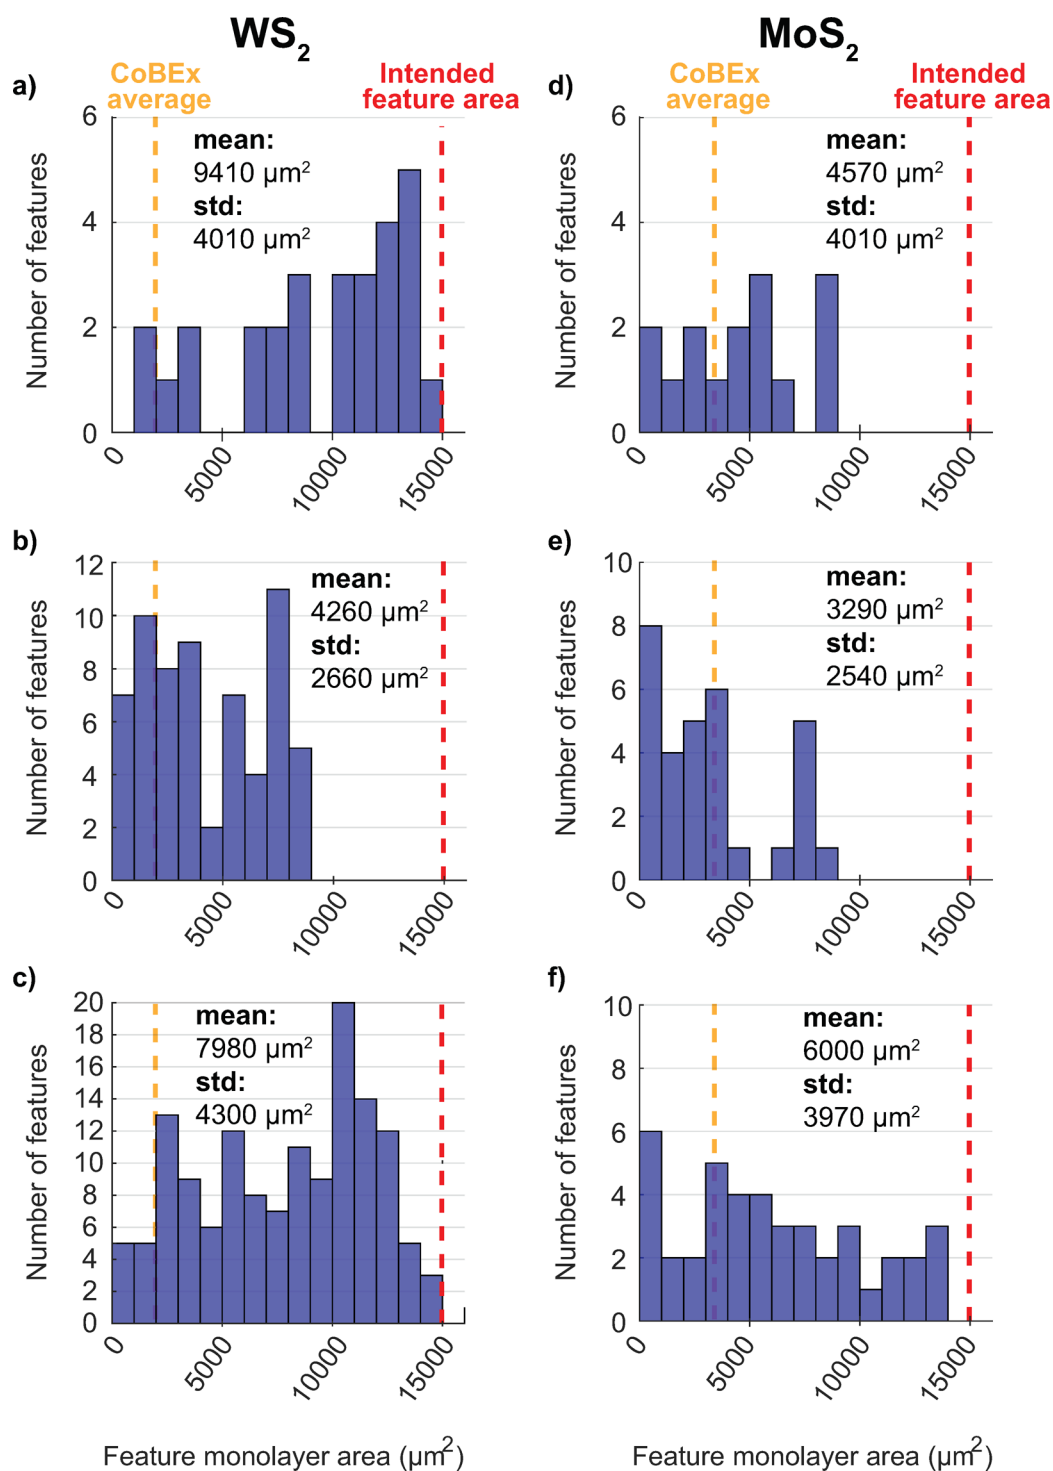 WS₂
MoS₂
a)
CoBEx
average
Intended
feature area
d)
CoBEx
average
Intended
feature area
Number of features
6
4
2
0
mean:
9410 µm²
std:
4010 µm²
0
5000
10000
15000
Number of features
6
4
2
0
mean:
4570 µm²
std:
4010 µm²
0
5000
10000
15000
b)
Number of features
12
10
8
6
4
2
0
mean:
4260 µm²
std:
2660 µm²
0
5000
10000
15000
e)
Number of features
10
8
6
4
2
0
mean:
3290 µm²
std:
2540 µm²
0
5000
10000
15000
c)
Number of features
20
18
16
14
12
10
8
6
4
2
0
mean:
7980 µm²
std:
4300 µm²
0
5000
10000
15000
f)
Number of features
10
8
6
4
2
0
mean:
6000 µm²
std:
3970 µm²
0
5000
10000
15000
Feature monolayer area (µm²)
Feature monolayer area (µm²)